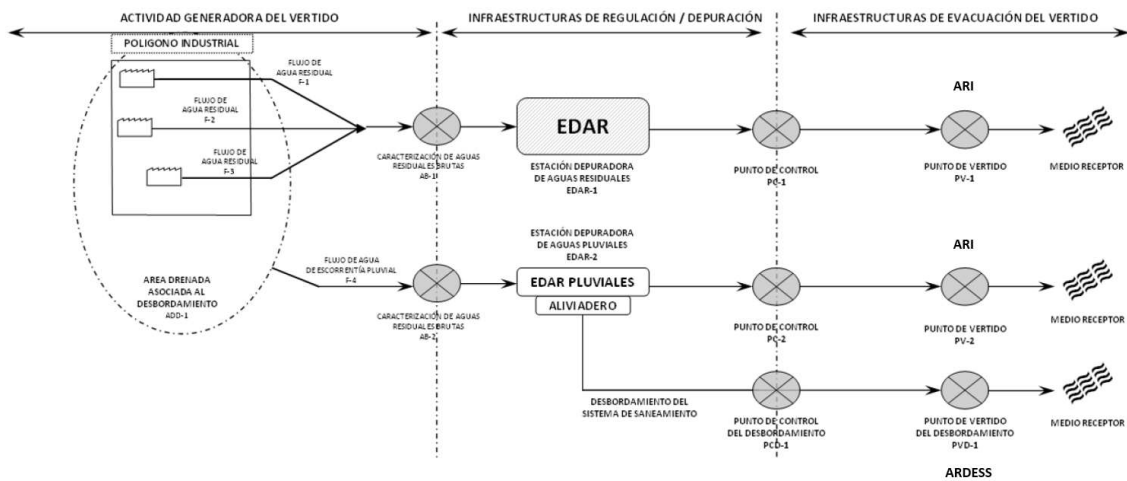 ACTIVIDAD GENERADORA DEL VERTIDO
INFRAESTRUCTURAS DE REGULACIÓN / DEPURACIÓN
INFRAESTRUCTURAS DE EVACUACIÓN DEL VERTIDO
POLIGONO INDUSTRIAL
FLUJO DE
AGUA RESIDUAL
F-1
FLUJO DE
AGUA RESIDUAL
F-2
FLUJO DE
AGUA RESIDUAL
F-3
CARACTERIZACIÓN DE AGUAS
RESIDUALES BRUTAS
AB-1
EDAR
ESTACIÓN DEPURADORA
DE AGUAS RESIDUALES
EDAR-1
PUNTO DE CONTROL
PC-1
ARI
PUNTO DE VERTIDO
PV-1
MEDIO RECEPTOR
AREA DRENADA
ASOCIADA AL
DESBORDAMIENTO
ADD-1
FLUJO DE AGUA
DE ESCORRENTÍA PLUVIAL
F-4
CARACTERIZACIÓN DE AGUAS
RESIDUALES BRUTAS
AB-2
ESTACIÓN DEPURADORA
DE AGUAS PLUVIALES
EDAR-2
EDAR PLUVIALES
ALIVIADERO
PUNTO DE CONTROL
PC-2
ARI
PUNTO DE VERTIDO
PV-2
MEDIO RECEPTOR
DESBORDAMIENTO DEL
SISTEMA DE SANEAMIENTO
PUNTO DE CONTROL
DEL DESBORDAMIENTO
PCD-1
PUNTO DE VERTIDO
DEL DESBORDAMIENTO
PVD-1
MEDIO RECEPTOR
ARDESS